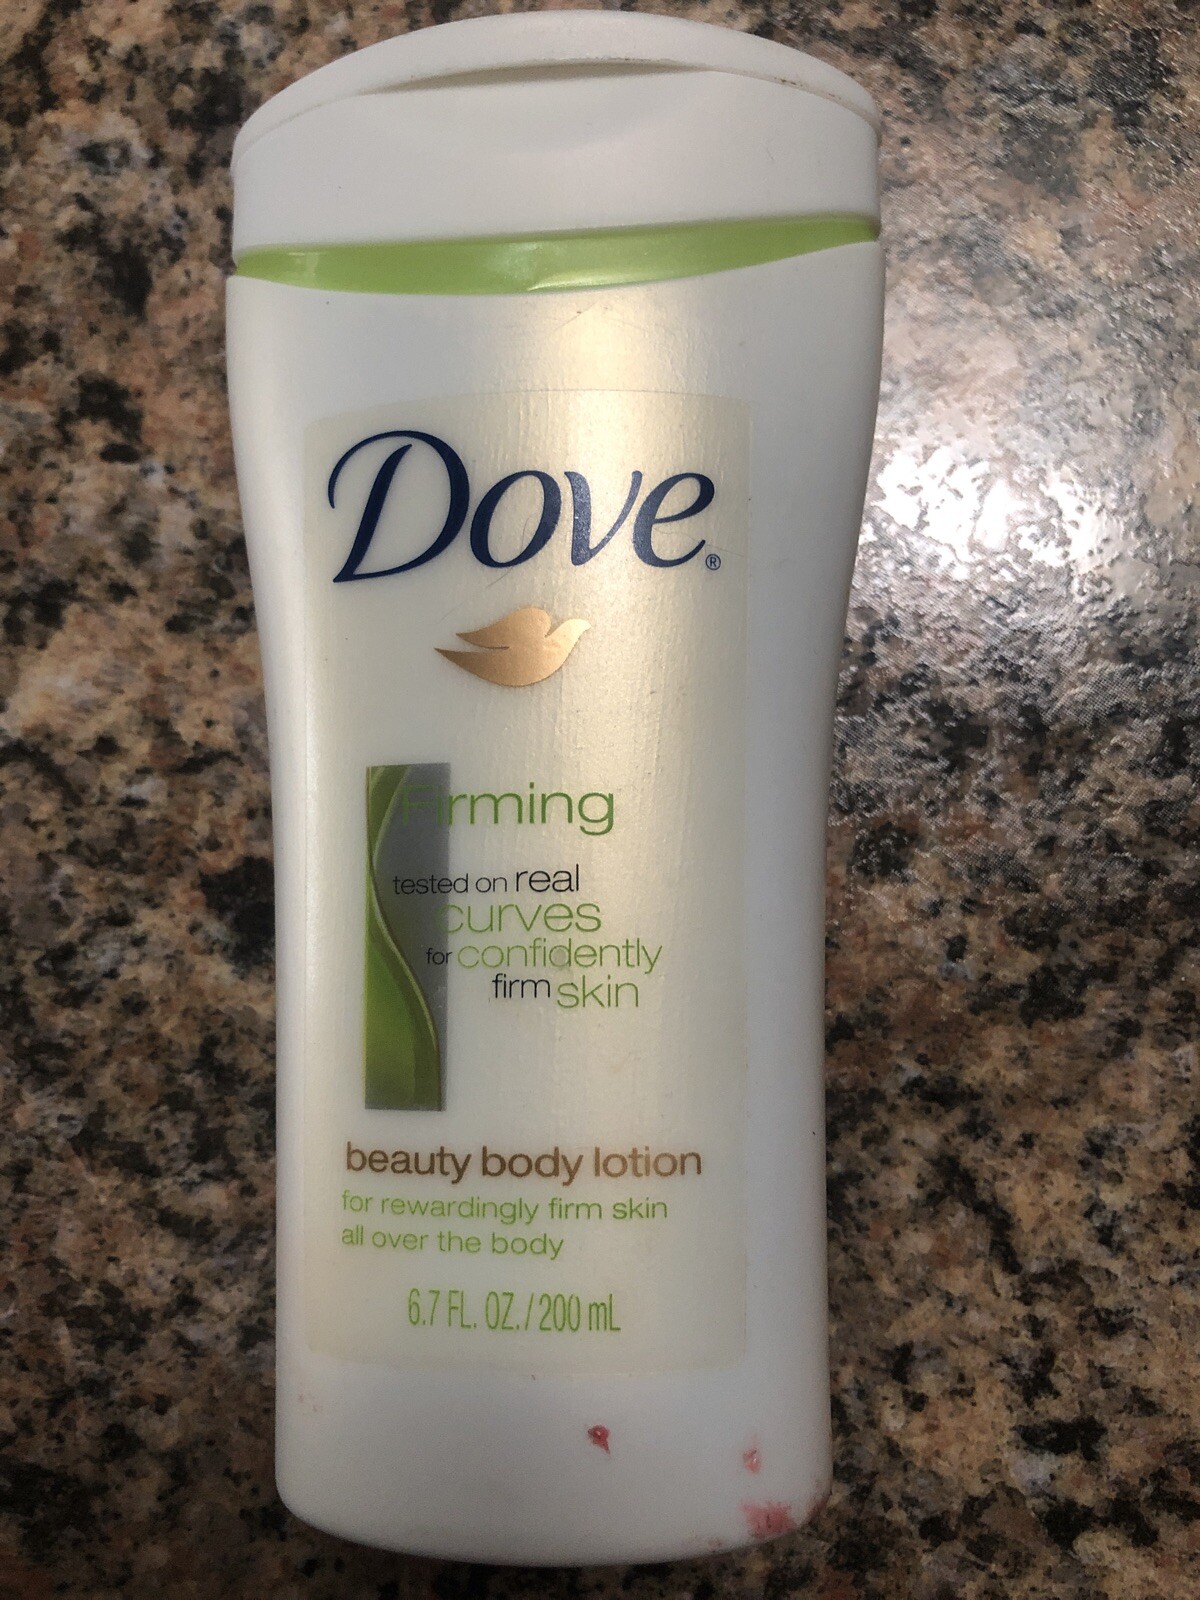 Dove®
Firming
tested on real
curves
for confidently
firm skin
beauty body lotion
for rewardingly firm skin
all over the body
6.7 FL. OZ./200 mL